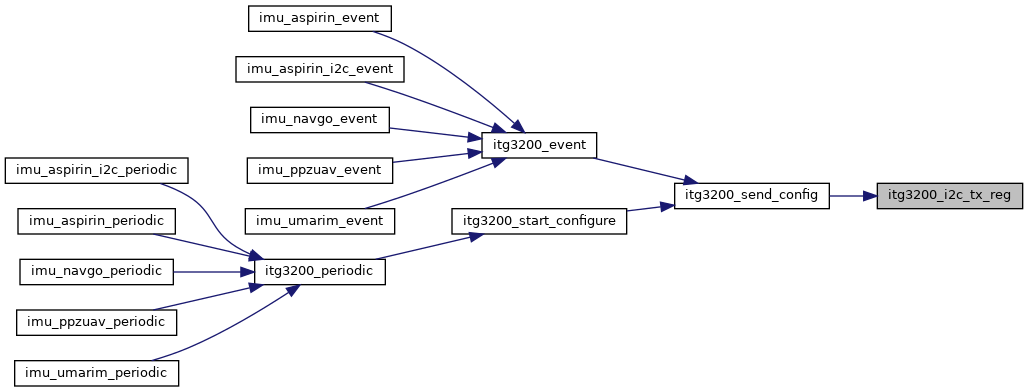 imu_aspirin_event
imu_aspirin_i2c_event
imu_navgo_event
itg3200_event
imu_ppzuav_event
imu_aspirin_i2c_periodic
itg3200_send_config
itg3200_i2c_tx_reg
imu_aspirin_periodic
imu_umarim_event
itg3200_start_configure
imu_navgo_periodic
itg3200_periodic
imu_ppzuav_periodic
imu_umarim_periodic